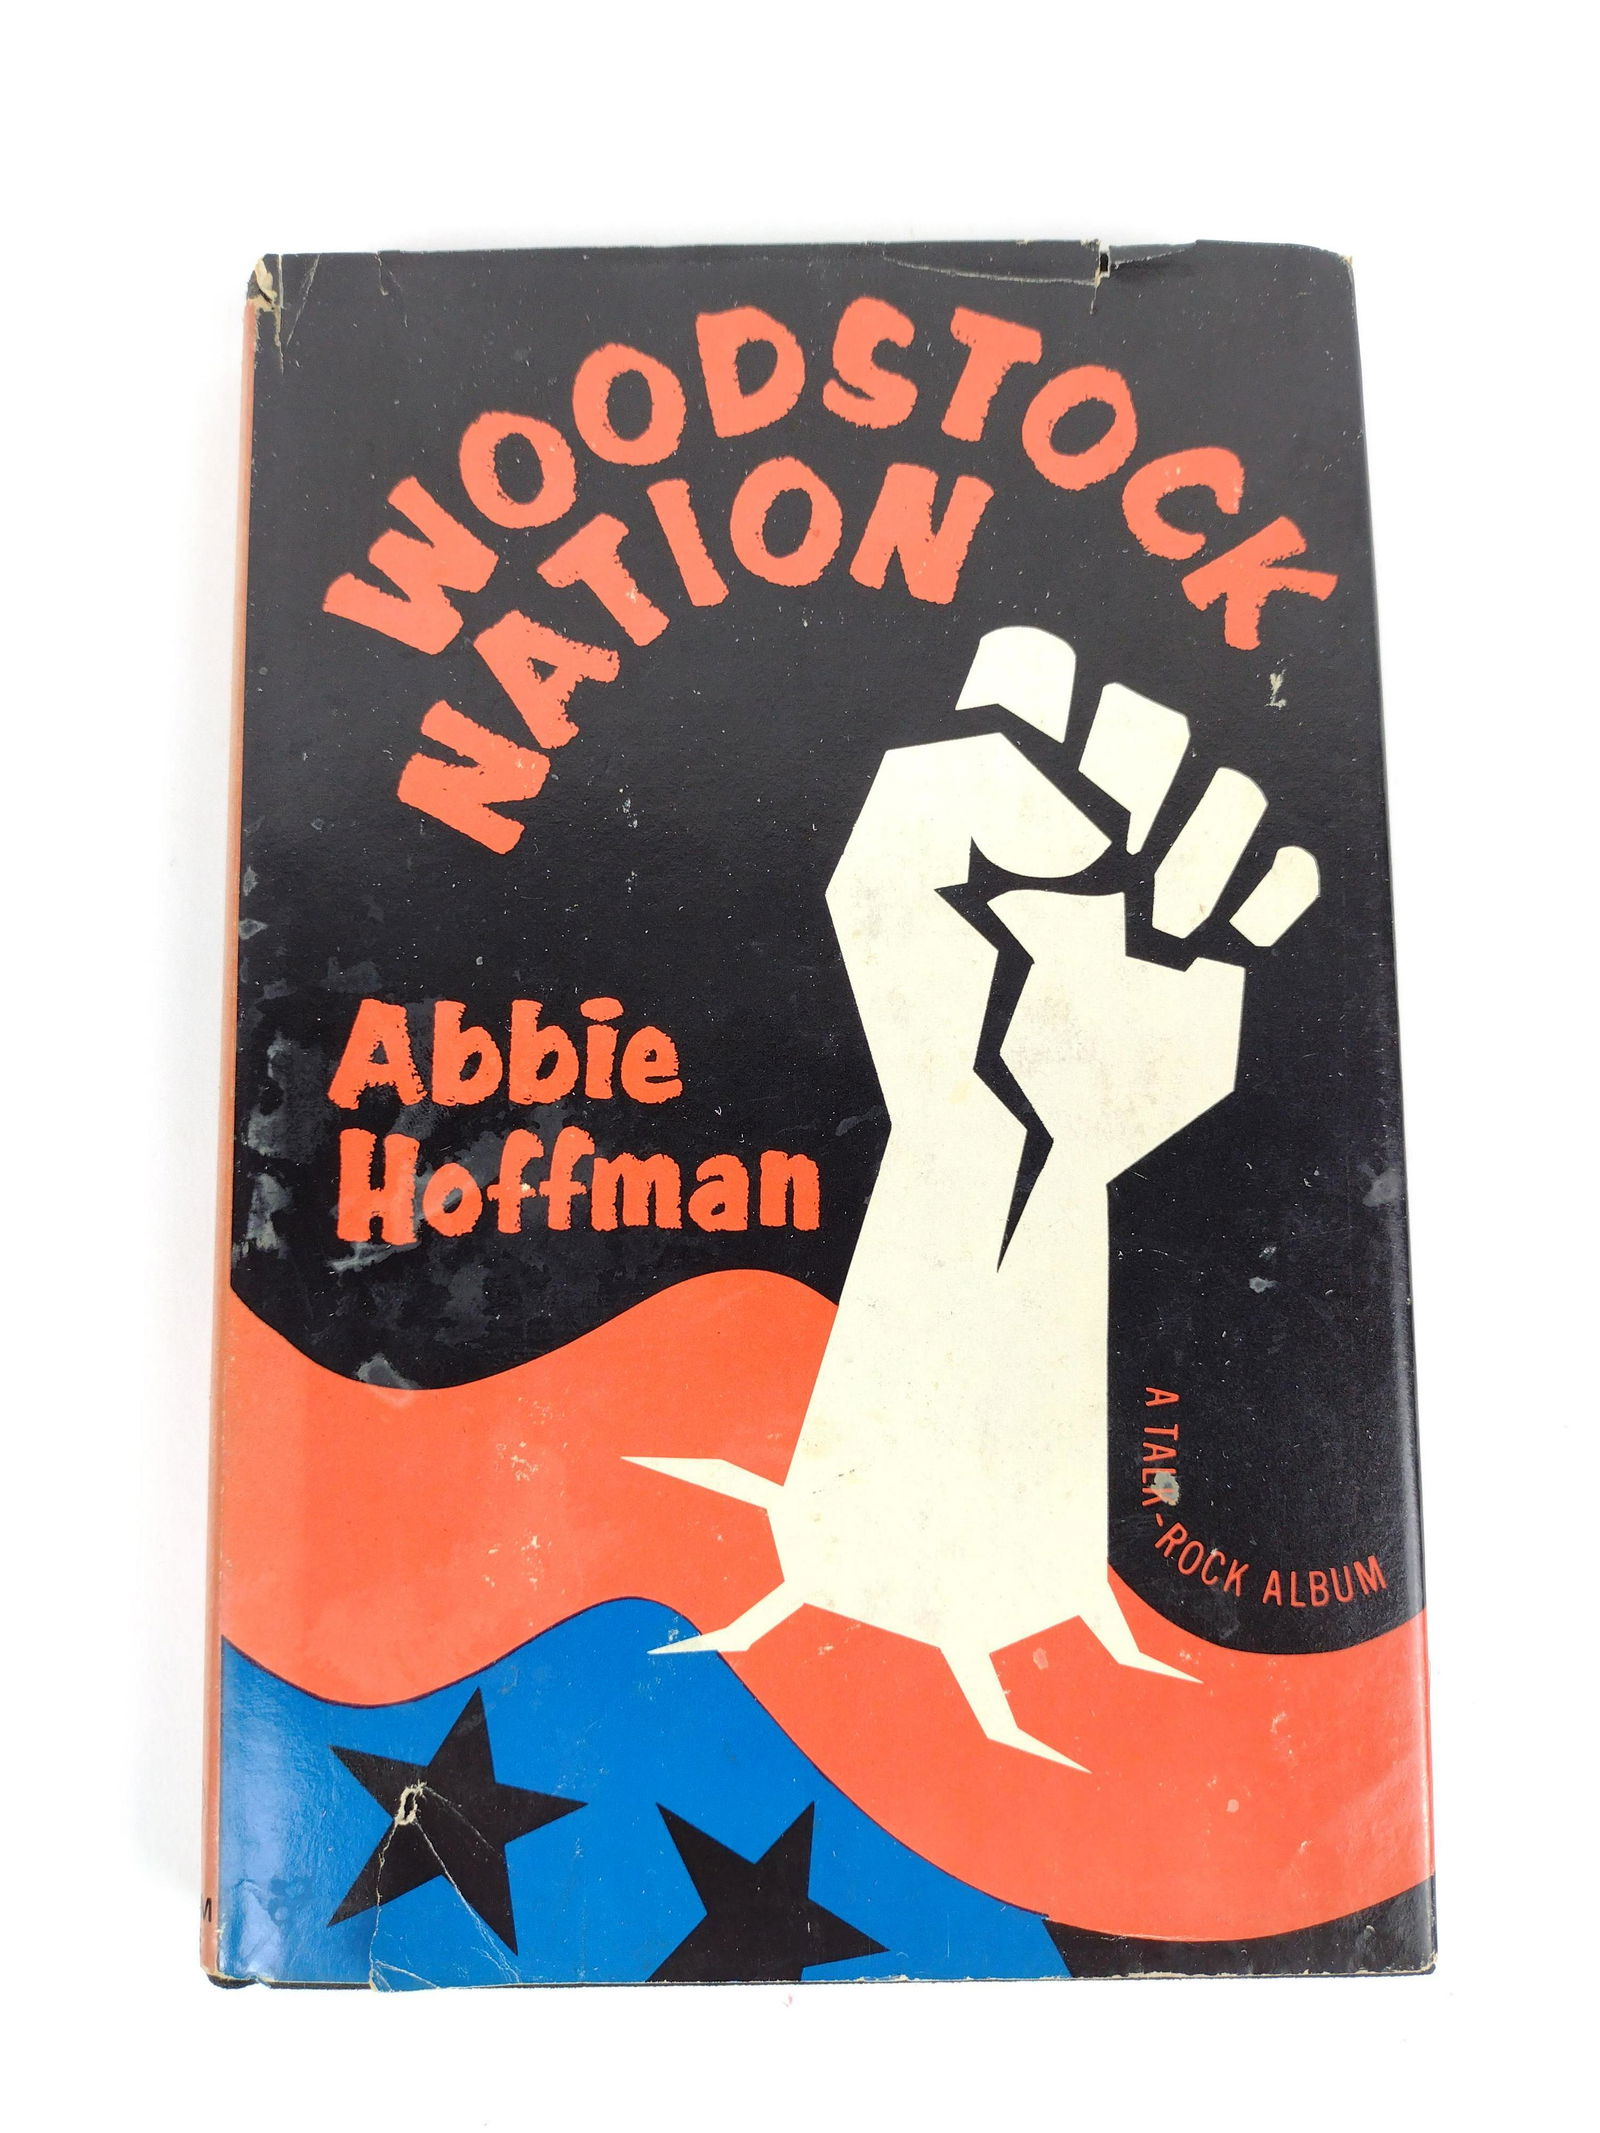 WOODSTOCK
NATION
Abbie
Hoffman
A TALK-ROCK ALBUM